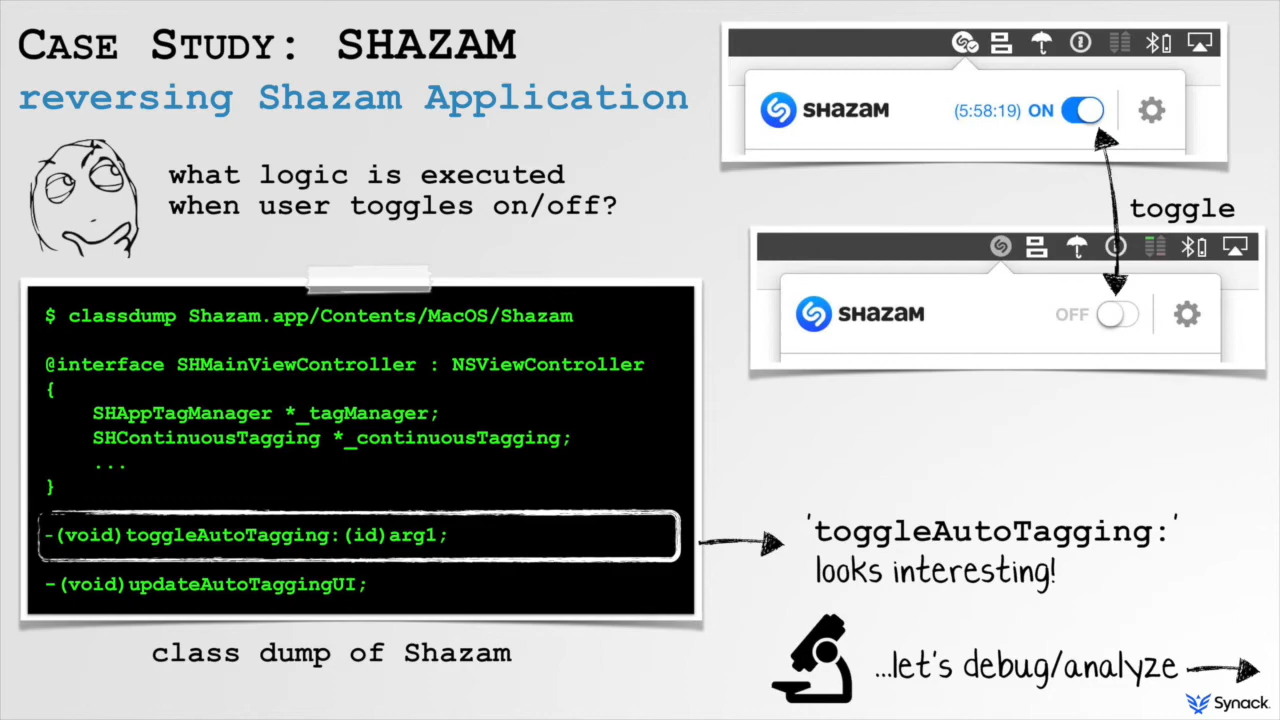 CASE STUDY: SHAZAM
reversing Shazam Application
what logic is executed
when user toggles on/off?
SHAZAM (5:58:19) ON
toggle
SHAZAM OFF
$ classdump Shazam.app/Contents/MacOS/Shazam
@interface SHMainViewController : NSViewController
{
SHAppTagManager *_tagManager;
SHContinuousTagging *_continuousTagging;
...
}
-(void)toggleAutoTagging:(id)arg1;
-(void)updateAutoTaggingUI;
class dump of Shazam
'toggleAutoTagging:'
looks interesting!
...let's debug/analyze
Synack.